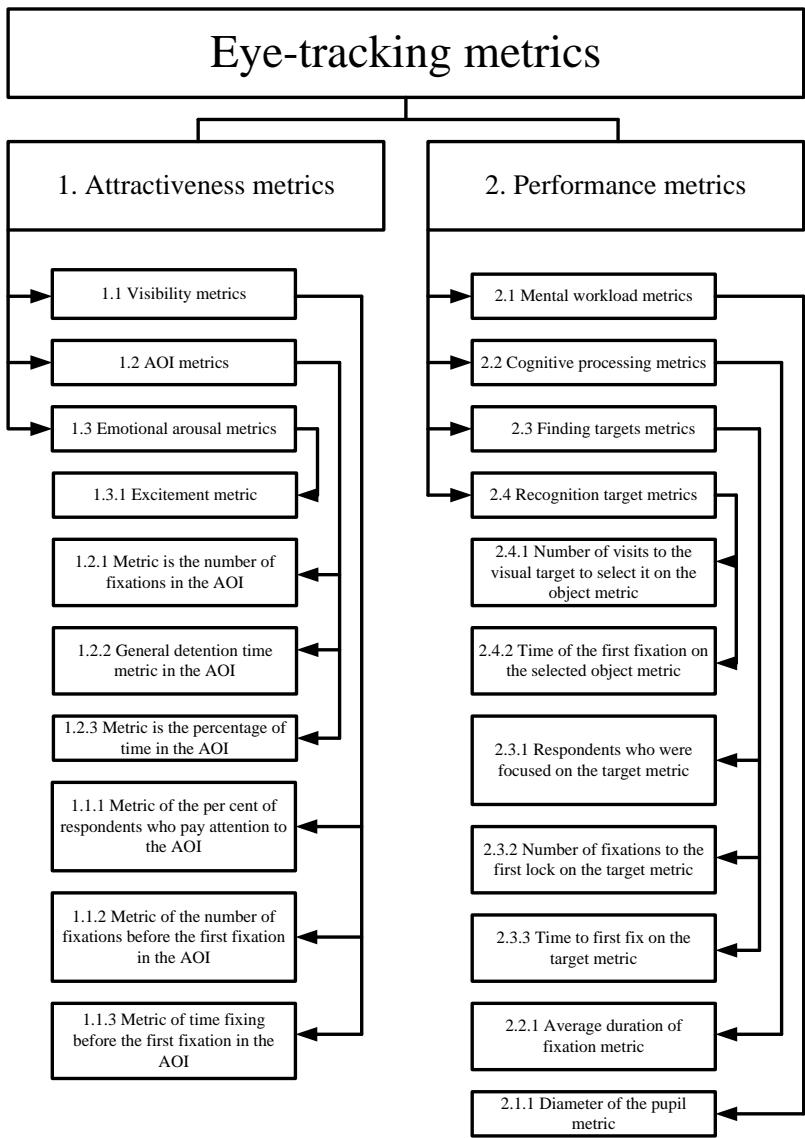 Eye-tracking metrics
1. Attractiveness metrics
1.1 Visibility metrics
1.2 AOI metrics
1.3 Emotional arousal metrics
1.3.1 Excitement metric
1.2.1 Metric is the number of
fixations in the AOI
1.2.2 General detention time
metric in the AOI
1.2.3 Metric is the percentage of
time in the AOI
1.1.1 Metric of the per cent of
respondents who pay attention to
the AOI
1.1.2 Metric of the number of
fixations before the first fixation
in the AOI
1.1.3 Metric of time fixing
before the first fixation in the
AOI
2. Performance metrics
2.1 Mental workload metrics
2.2 Cognitive processing metrics
2.3 Finding targets metrics
2.4 Recognition target metrics
2.4.1 Number of visits to the
visual target to select it on the
object metric
2.4.2 Time of the first fixation on
the selected object metric
2.3.1 Respondents who were
focused on the target metric
2.3.2 Number of fixations to the
first lock on the target metric
2.3.3 Time to first fix on the
target metric
2.2.1 Average duration of
fixation metric
2.1.1 Diameter of the pupil
metric